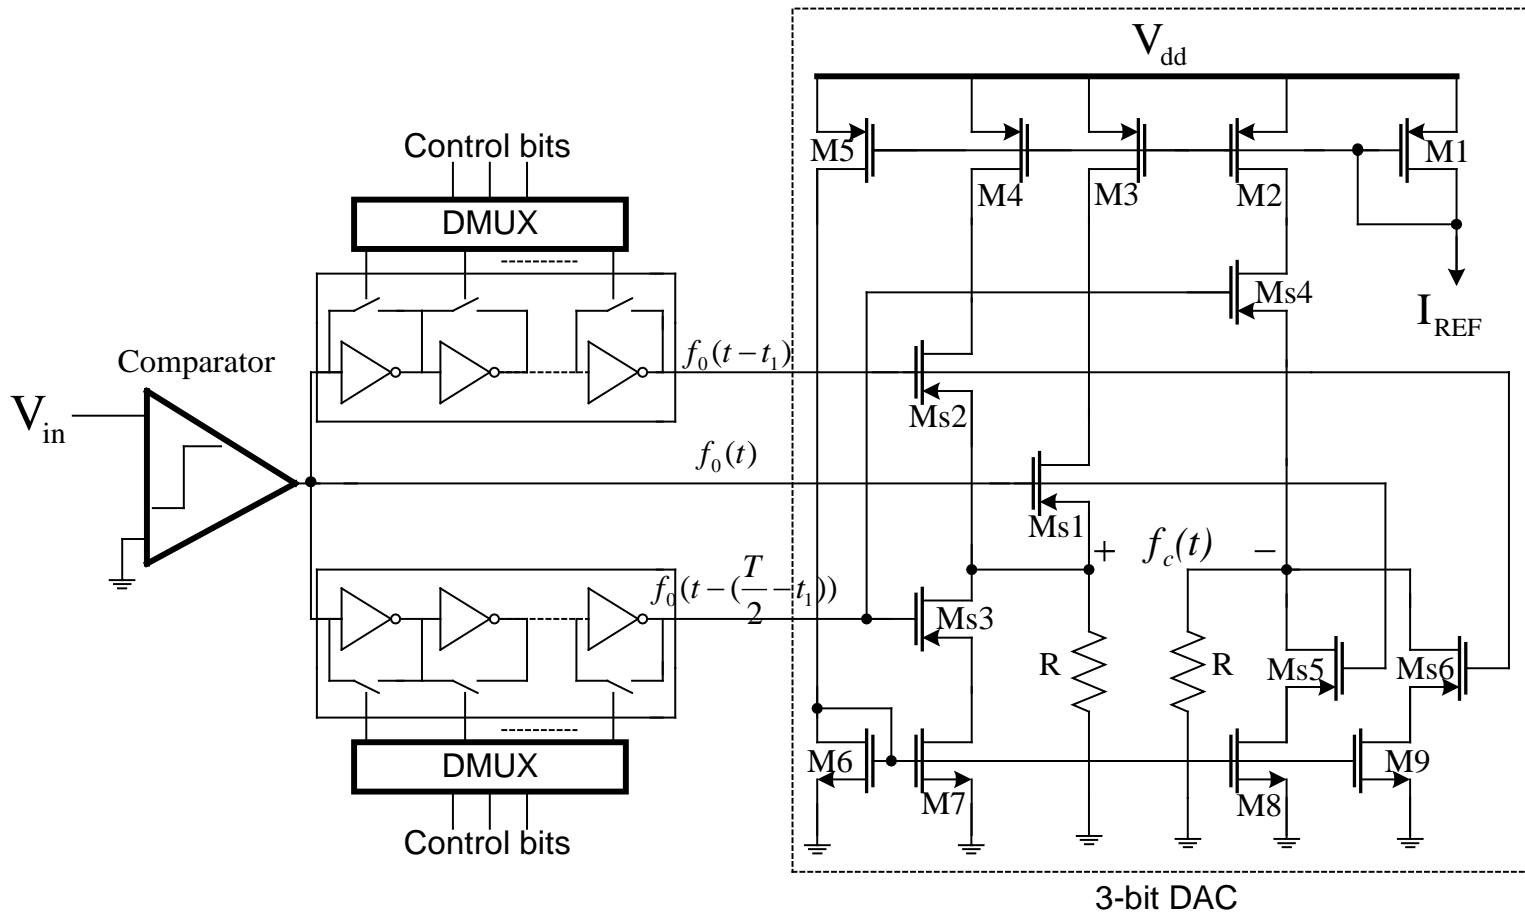 V_dd
Control bits
M5
M4
M3
M2
M1
DMUX
Ms4
I_REF
Comparator
f_0(t-t_1)
V_in
Ms2
f_0(t)
Ms1
+ f_c(t) −
f_0(t-(T/2-t_1))
Ms3
R
R
Ms5
Ms6
DMUX
M6
M7
M8
M9
Control bits
3-bit DAC